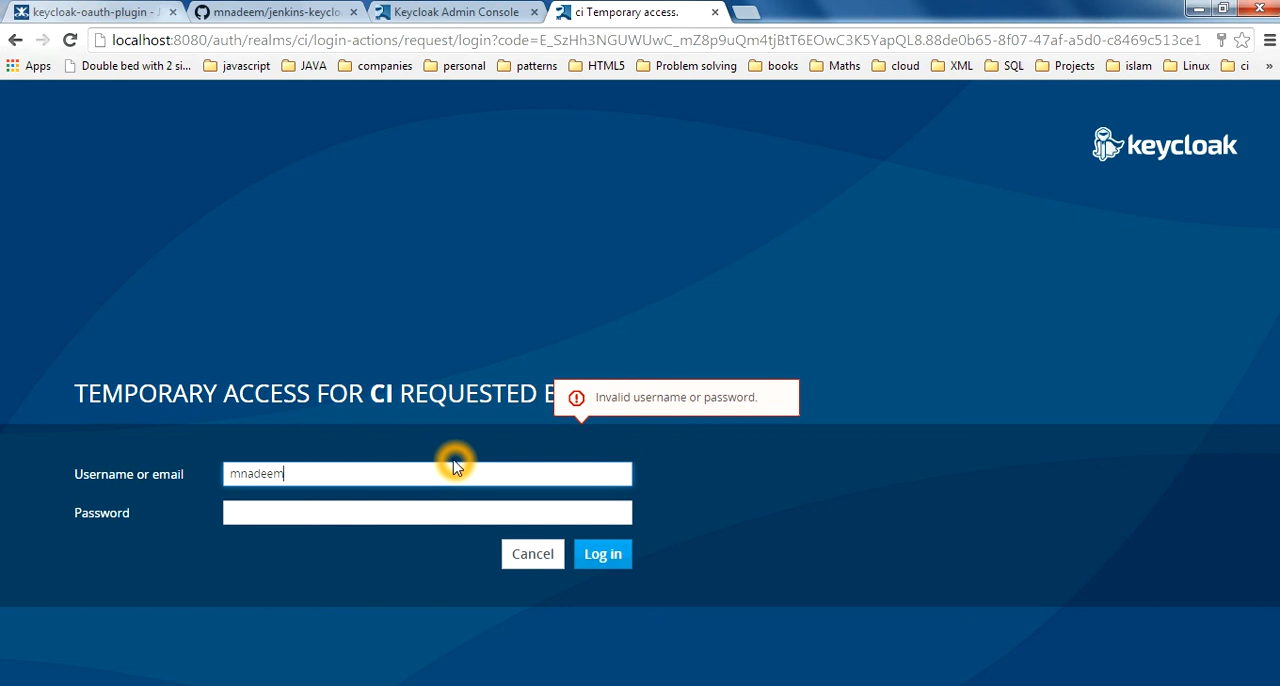 keycloak-oauth-plugin - J
mnadeem/jenkins-keyclo
Keycloak Admin Console
ci Temporary access.
localhost:8080/auth/realms/ci/login-actions/request/login?code=E_SzHh3NGUWUwC_mZ8p9uQm4tjBtT6EOwC3K5YapQL8.88de0b65-8f07-47af-a5d0-c8469c513ce1
Apps Double bed with 2 si... javascript JAVA companies personal patterns HTML5 Problem solving books Maths cloud XML SQL Projects islam Linux ci »
keycloak
TEMPORARY ACCESS FOR CI REQUESTED
Invalid username or password.
Username or email mnadeem
Password
Cancel Log in